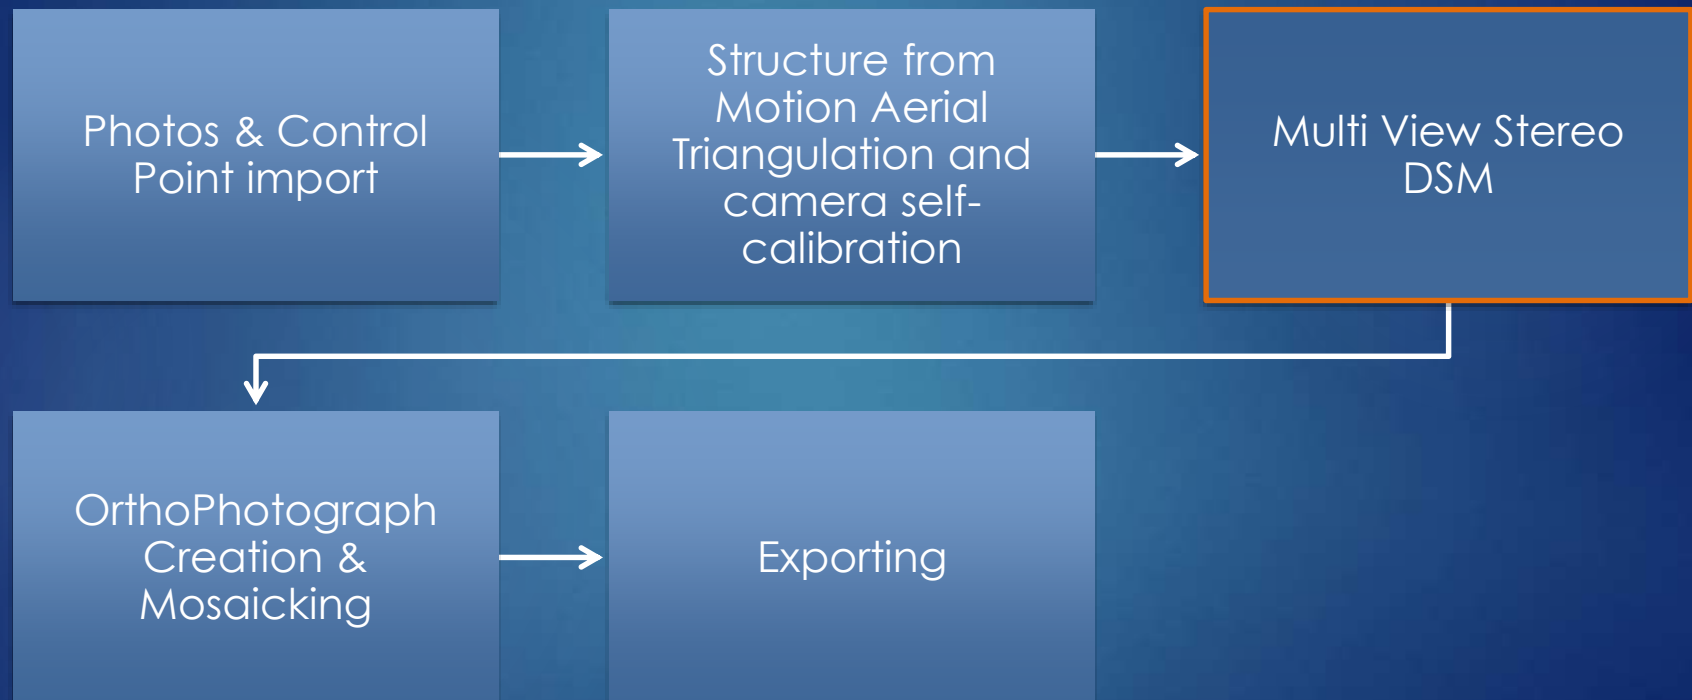 Photos & Control
Point import
Structure from
Motion Aerial
Triangulation and
camera self-
calibration
Multi View Stereo
DSM
OrthoPhotograph
Creation &
Mosaicking
Exporting